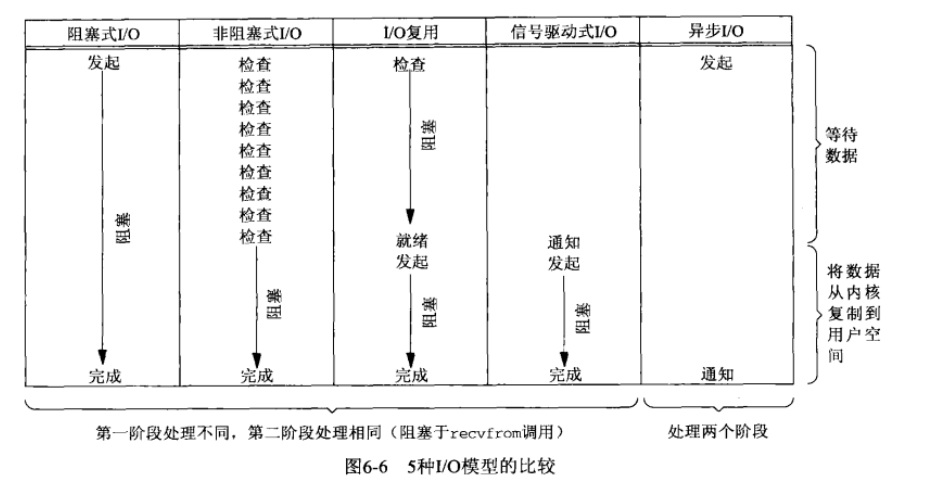 阻塞式I/O 非阻塞式I/O I/O复用 信号驱动式I/O 异步I/O
发起 检查 检查 发起
检查
检查
检查
检查
检查
检查
检查
检查
阻塞
阻塞
等待
数据
就绪 通知
发起 发起
阻塞
阻塞
阻塞
将数据
从内核
复制到
用户空
间
完成 完成 完成 完成 通知
第一阶段处理不同，第二阶段处理相同（阻塞于recvfrom调用） 处理两个阶段
图6-6 5种I/O模型的比较